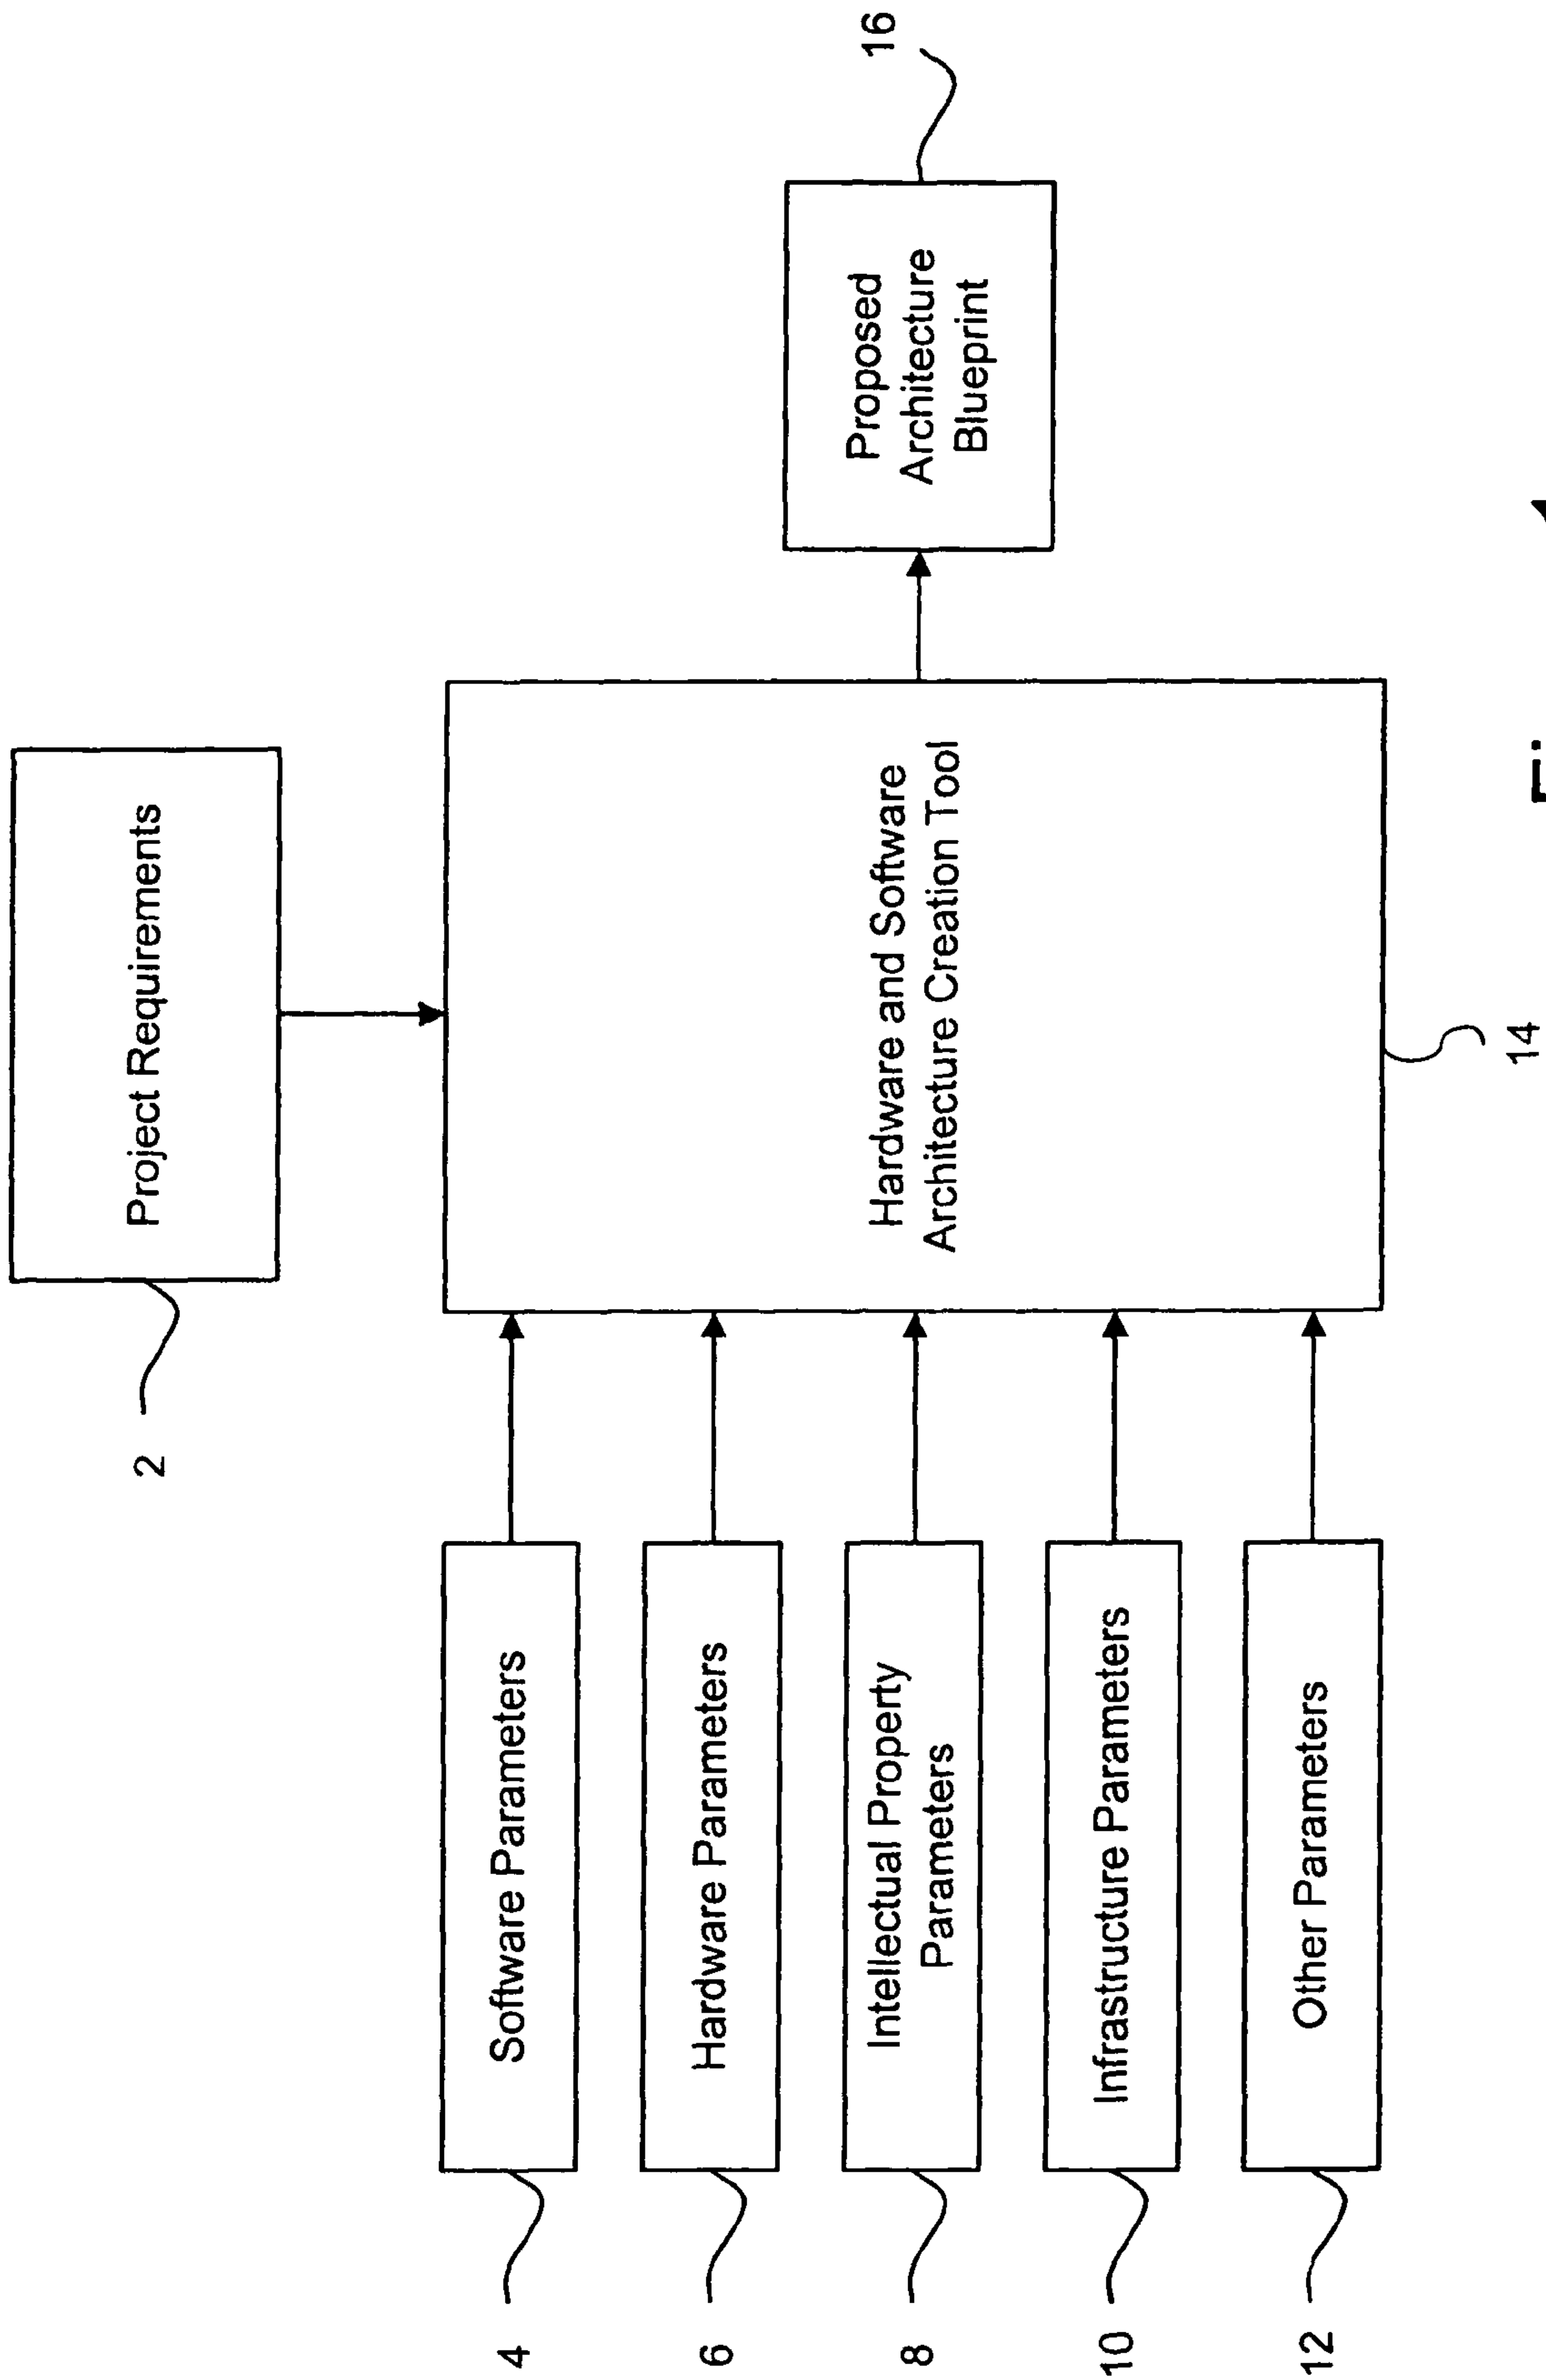 Project Requirements
2
4
Software Parameters
6
Hardware Parameters
8
Intellectual Property
Parameters
10
Infrastructure Parameters
12
Other Parameters
Hardware and Software
Architecture Creation Tool
14
Proposed
Architecture
Blueprint
16